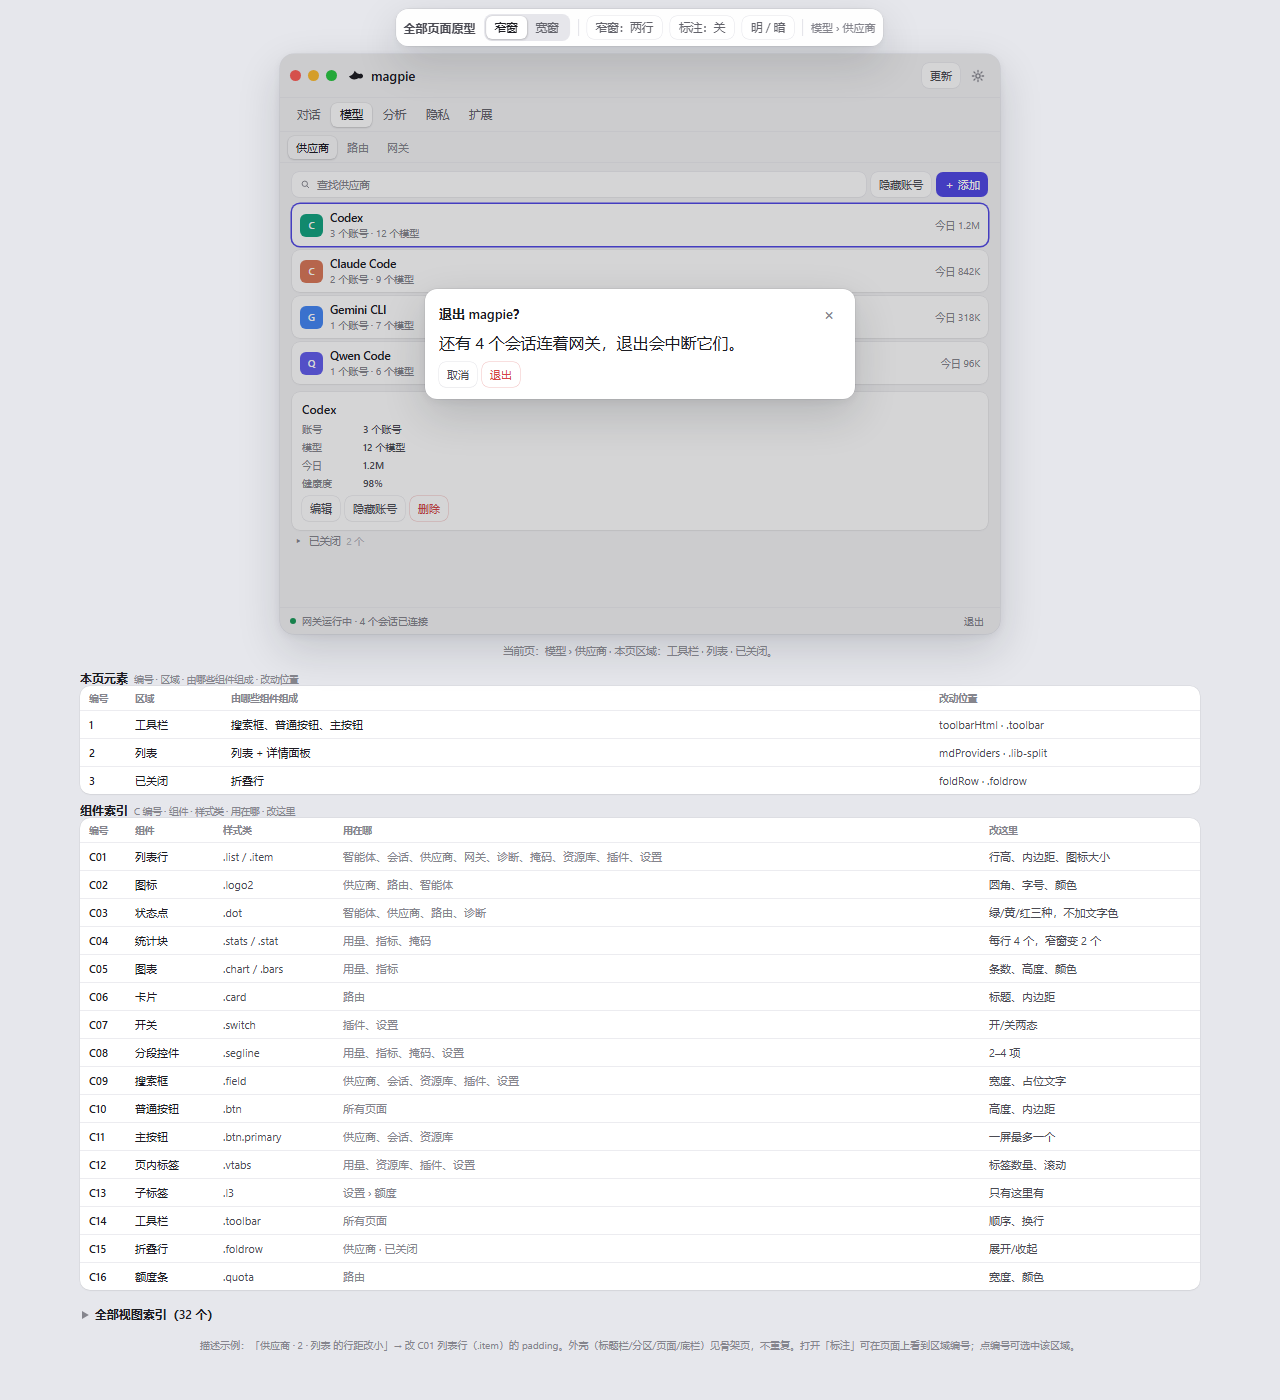 全部页面原型 窄窗 宽窗 窄窗：两行 标注：关 明 / 暗 模型 › 供应商
magpie 更新
对话 模型 分析 隐私 扩展
供应商 路由 网关
查找供应商 隐藏账号 + 添加
C Codex 今日 1.2M
3 个账号 · 12 个模型
C Claude Code 今日 842K
2 个账号 · 9 个模型
G Gemini CLI 今日 318K
1 个账号 · 7 个模型
Q Qwen Code 今日 96K
1 个账号 · 6 个模型
退出 magpie? ×
还有 4 个会话连着网关，退出会中断它们。
取消 退出
Codex
账号 3 个账号
模型 12 个模型
今日 1.2M
健康度 98%
编辑 隐藏账号 删除
▸ 已关闭 2 个
网关运行中 · 4 个会话已连接 退出
当前页：模型 › 供应商 · 本页区域：工具栏 · 列表 · 已关闭。
本页元素 编号 · 区域 · 由哪些组件组成 · 改动位置
编号 区域 由哪些组件组成 改动位置
1 工具栏 搜索框、普通按钮、主按钮 toolbarHtml · .toolbar
2 列表 列表 + 详情面板 mdProviders · .lib-split
3 已关闭 折叠行 foldRow · .foldrow
组件索引 C 编号 · 组件 · 样式类 · 用在哪 · 改这里
编号 组件 样式类 用在哪 改这里
C01 列表行 .list / .item 智能体、会话、供应商、网关、诊断、掩码、资源库、插件、设置 行高、内边距、图标大小
C02 图标 .logo2 供应商、路由、智能体 圆角、字号、颜色
C03 状态点 .dot 智能体、供应商、路由、诊断 绿/黄/红三种，不加文字色
C04 统计块 .stats / .stat 用量、指标、掩码 每行 4 个，窄窗变 2 个
C05 图表 .chart / .bars 用量、指标 条数、高度、颜色
C06 卡片 .card 路由 标题、内边距
C07 开关 .switch 插件、设置 开/关两态
C08 分段控件 .segline 用量、指标、掩码、设置 2–4 项
C09 搜索框 .field 供应商、会话、资源库、插件、设置 宽度、占位文字
C10 普通按钮 .btn 所有页面 高度、内边距
C11 主按钮 .btn.primary 供应商、会话、资源库 一屏最多一个
C12 页内标签 .vtabs 用量、资源库、插件、设置 标签数量、滚动
C13 子标签 .l3 设置 › 额度 只有这里有
C14 工具栏 .toolbar 所有页面 顺序、换行
C15 折叠行 .foldrow 供应商 · 已关闭 展开/收起
C16 额度条 .quota 路由 宽度、颜色
▶ 全部视图索引（32 个）
描述示例：「供应商 · 2 · 列表 的行距改小」→ 改 C01 列表行（.item）的 padding。外壳（标题栏/分区/页面/底栏）见骨架页，不重复。打开「标注」可在页面上看到区域编号；点编号可选中该区域。